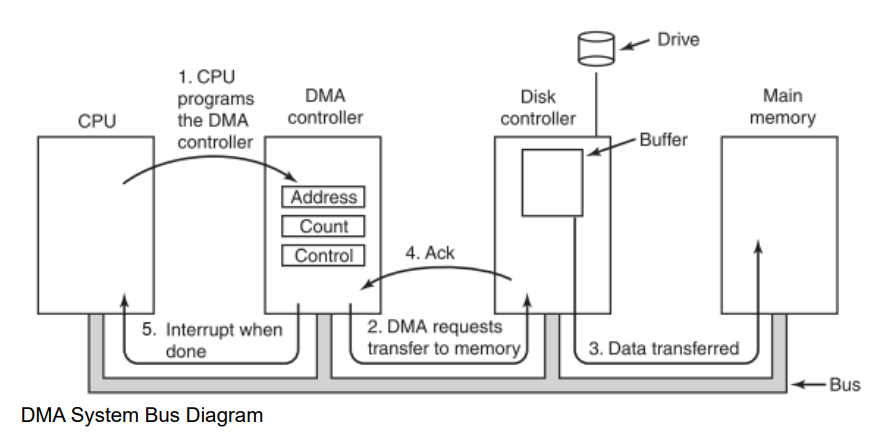 Drive
1. CPU
programs
the DMA
controller
DMA
controller
Disk
controller
Main
memory
CPU
Buffer
Address
Count
Control
4. Ack
5. Interrupt when
done
2. DMA requests
transfer to memory
3. Data transferred
Bus
DMA System Bus Diagram